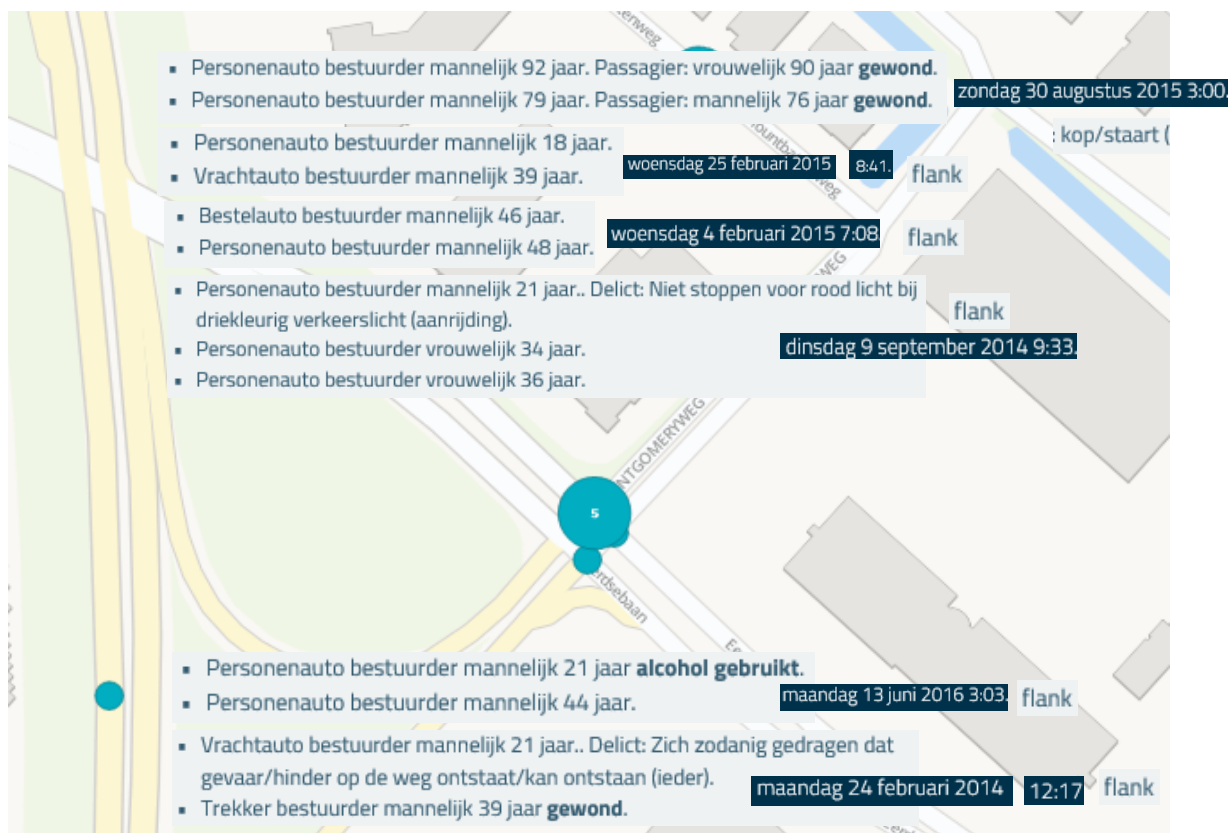 enweg
▪ Personenauto bestuurder mannelijk 92 jaar. Passagier: vrouwelijk 90 jaar gewond.
▪ Personenauto bestuurder mannelijk 79 jaar. Passagier: mannelijk 76 jaar gewond.
zondag 30 augustus 2015 3:00.
: kop/staart (
ountba
weg
▪ Personenauto bestuurder mannelijk 18 jaar.
▪ Vrachtauto bestuurder mannelijk 39 jaar.
woensdag 25 februari 2015 8:41. flank
▪ Bestelauto bestuurder mannelijk 46 jaar.
▪ Personenauto bestuurder mannelijk 48 jaar.
woensdag 4 februari 2015 7:08 flank
WEG
▪ Personenauto bestuurder mannelijk 21 jaar.. Delict: Niet stoppen voor rood licht bij
driekleurig verkeerslicht (aanrijding).
▪ Personenauto bestuurder vrouwelijk 34 jaar.
▪ Personenauto bestuurder vrouwelijk 36 jaar.
flank
dinsdag 9 september 2014 9:33.
NTGOMERYWEG
5
erdsebaan
Ee
▪ Personenauto bestuurder mannelijk 21 jaar alcohol gebruikt.
▪ Personenauto bestuurder mannelijk 44 jaar.
maandag 13 juni 2016 3:03. flank
▪ Vrachtauto bestuurder mannelijk 21 jaar.. Delict: Zich zodanig gedragen dat
gevaar/hinder op de weg ontstaat/kan ontstaan (ieder).
▪ Trekker bestuurder mannelijk 39 jaar gewond.
maandag 24 februari 2014 12:17 flank